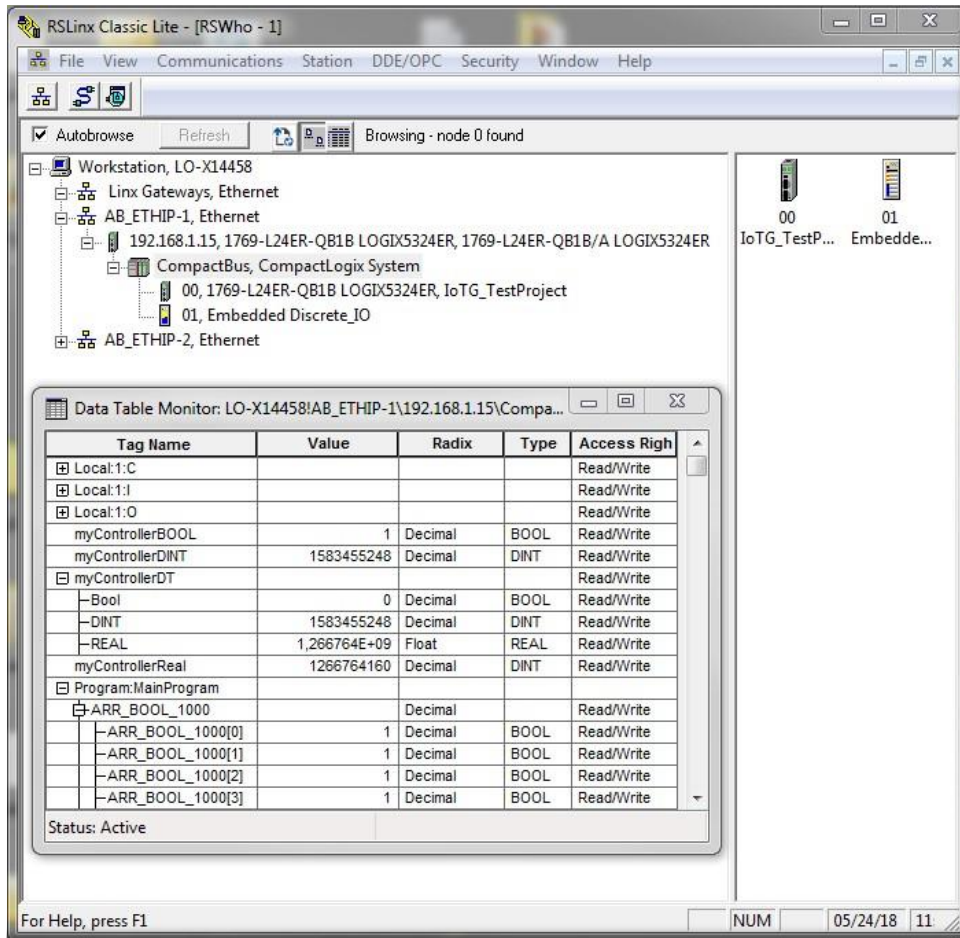 RSLinx Classic Lite - [RSWho - 1]
File View Communications Station DDE/OPC Security Window Help
Autobrowse Refresh Browsing - node 0 found
Workstation, LO-X14458
Linx Gateways, Ethernet
AB_ETHIP-1, Ethernet
192.168.1.15, 1769-L24ER-QB1B LOGIX5324ER, 1769-L24ER-QB1B/A LOGIX5324ER
CompactBus, CompactLogix System
00, 1769-L24ER-QB1B LOGIX5324ER, IoTG_TestProject
01, Embedded Discrete_IO
AB_ETHIP-2, Ethernet
00 01
IoTG_TestP... Embedde...
Data Table Monitor: LO-X14458!AB_ETHIP-1\192.168.1.15\Compa...
Tag Name Value Radix Type Access Righ
Local:1:C Read/Write
Local:1:I Read/Write
Local:1:O Read/Write
myControllerBOOL 1 Decimal BOOL Read/Write
myControllerDINT 1583455248 Decimal DINT Read/Write
myControllerDT Read/Write
Bool 0 Decimal BOOL Read/Write
DINT 1583455248 Decimal DINT Read/Write
REAL 1,266764E+09 Float REAL Read/Write
myControllerReal 1266764160 Decimal DINT Read/Write
Program:MainProgram
ARR_BOOL_1000 Decimal Read/Write
ARR_BOOL_1000[0] 1 Decimal BOOL Read/Write
ARR_BOOL_1000[1] 1 Decimal BOOL Read/Write
ARR_BOOL_1000[2] 1 Decimal BOOL Read/Write
ARR_BOOL_1000[3] 1 Decimal BOOL Read/Write
Status: Active
For Help, press F1 NUM 05/24/18 11: